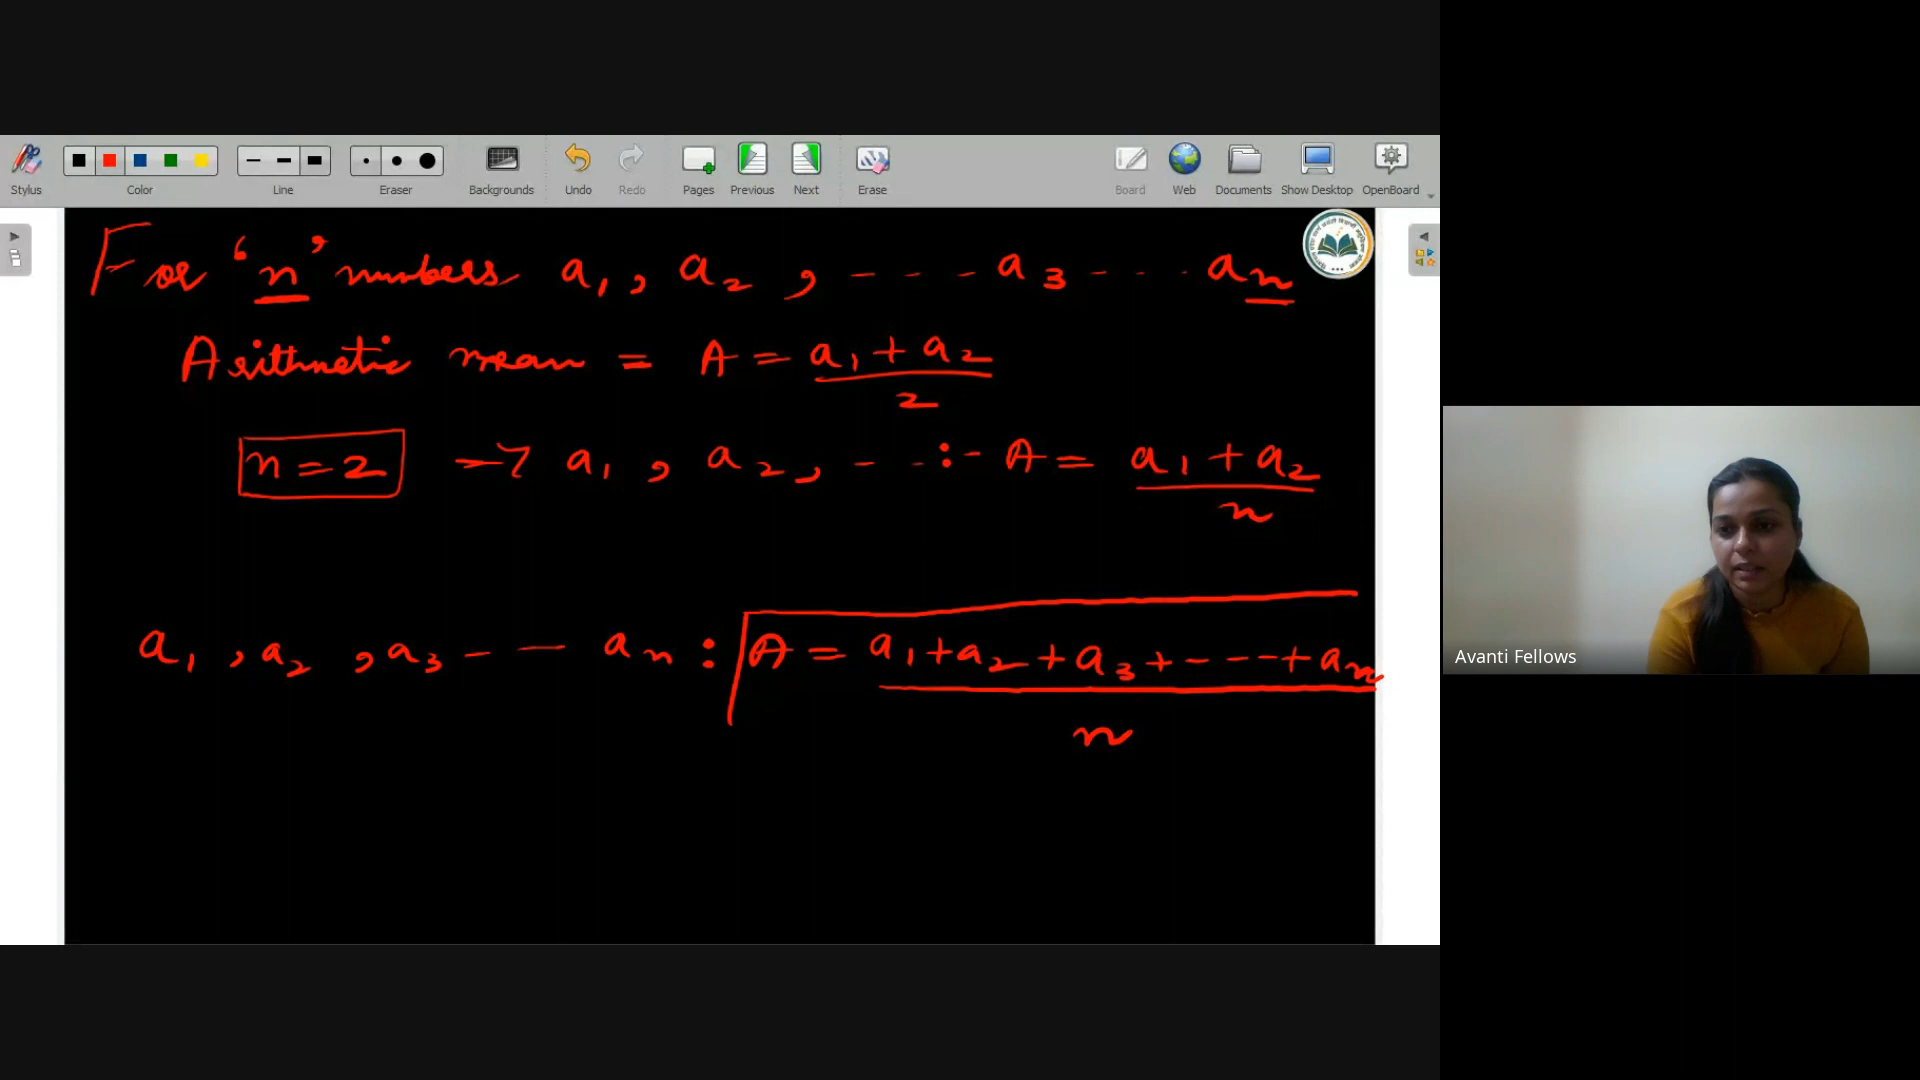 Stylus Color Line Eraser Backgrounds Undo Redo Pages Previous Next Erase Board Web Documents Show Desktop OpenBoard
For ‘n’ numbers a₁, a₂, - - - a₃ - - - aₙ
Arithmetic mean = A = a₁ + a₂
2
n = 2 → a₁, a₂, - - :- A = a₁ + a₂
n
a₁, a₂, a₃ - - aₙ : A = a₁ + a₂ + a₃ + - - - + aₙ
n
Avanti Fellows